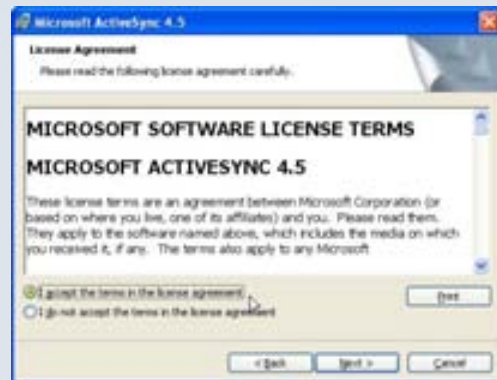 Microsoft ActiveSync 4.5
License Agreement
Please read the following license agreement carefully.
MICROSOFT SOFTWARE LICENSE TERMS
MICROSOFT ACTIVESYNC 4.5
These license terms are an agreement between Microsoft Corporation (or
based on where you live, one of its affiliates) and you. Please read them.
They apply to the software named above, which includes the media on which
you received it, if any. The terms also apply to any Microsoft
I accept the terms in the license agreement
Print
I do not accept the terms in the license agreement
< Back
Next >
Cancel